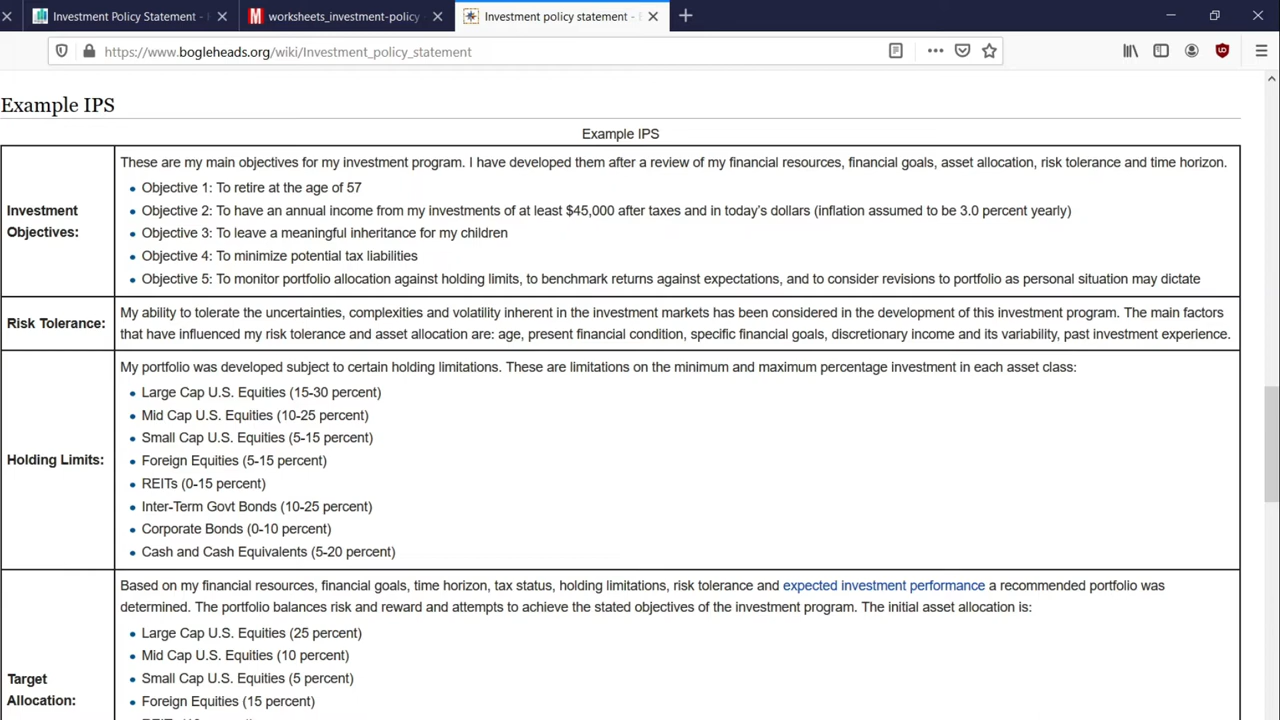 Investment Policy Statement -
worksheets_investment-policy
Investment policy statement -
https://www.bogleheads.org/wiki/Investment_policy_statement
Example IPS
Example IPS
These are my main objectives for my investment program. I have developed them after a review of my financial resources, financial goals, asset allocation, risk tolerance and time horizon.
• Objective 1: To retire at the age of 57
Investment
Objectives:
• Objective 2: To have an annual income from my investments of at least $45,000 after taxes and in today's dollars (inflation assumed to be 3.0 percent yearly)
• Objective 3: To leave a meaningful inheritance for my children
• Objective 4: To minimize potential tax liabilities
• Objective 5: To monitor portfolio allocation against holding limits, to benchmark returns against expectations, and to consider revisions to portfolio as personal situation may dictate
Risk Tolerance:
My ability to tolerate the uncertainties, complexities and volatility inherent in the investment markets has been considered in the development of this investment program. The main factors
that have influenced my risk tolerance and asset allocation are: age, present financial condition, specific financial goals, discretionary income and its variability, past investment experience.
Holding Limits:
My portfolio was developed subject to certain holding limitations. These are limitations on the minimum and maximum percentage investment in each asset class:
• Large Cap U.S. Equities (15-30 percent)
• Mid Cap U.S. Equities (10-25 percent)
• Small Cap U.S. Equities (5-15 percent)
• Foreign Equities (5-15 percent)
• REITs (0-15 percent)
• Inter-Term Govt Bonds (10-25 percent)
• Corporate Bonds (0-10 percent)
• Cash and Cash Equivalents (5-20 percent)
Target
Allocation:
Based on my financial resources, financial goals, time horizon, tax status, holding limitations, risk tolerance and expected investment performance a recommended portfolio was
determined. The portfolio balances risk and reward and attempts to achieve the stated objectives of the investment program. The initial asset allocation is:
• Large Cap U.S. Equities (25 percent)
• Mid Cap U.S. Equities (10 percent)
• Small Cap U.S. Equities (5 percent)
• Foreign Equities (15 percent)